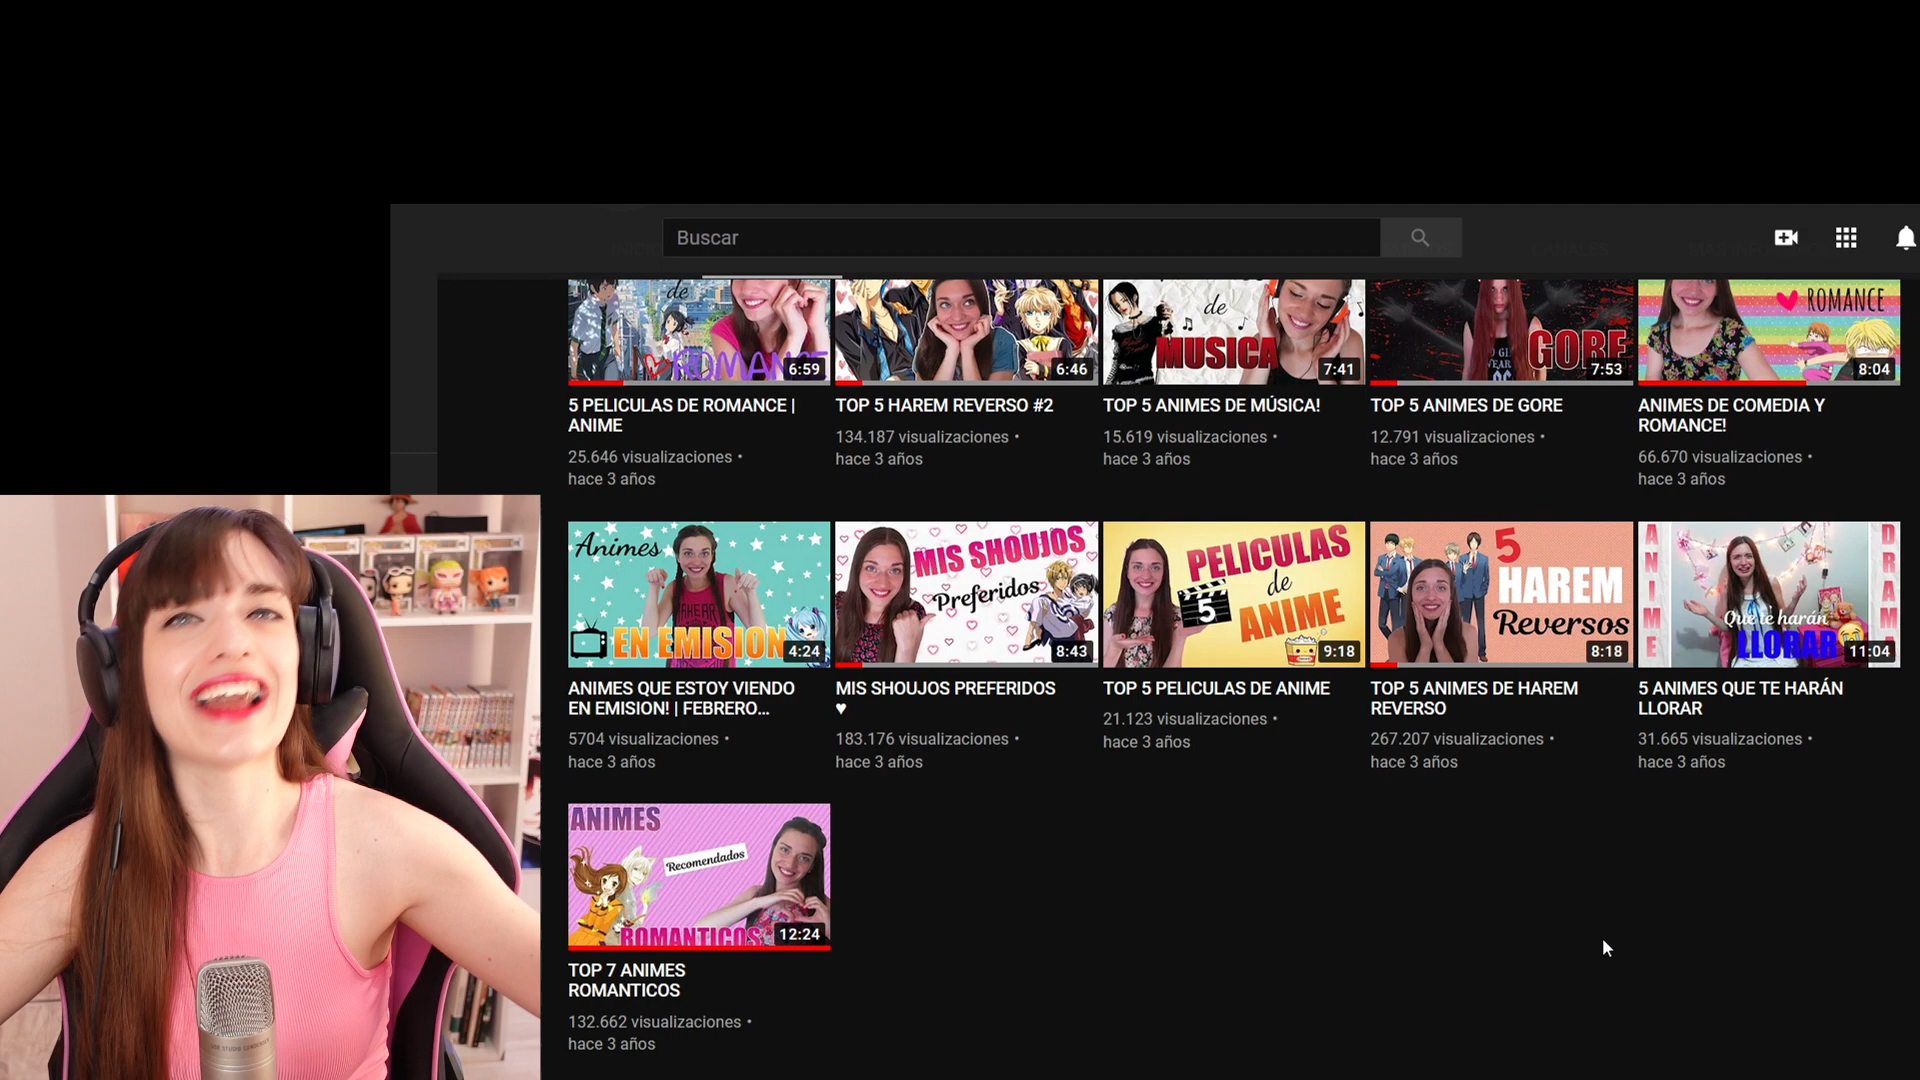 Buscar
de
ROMANCE
6:59
6:46
de
MUSICA
7:41
GORE
7:53
ROMANCE
8:04
5 PELICULAS DE ROMANCE |
ANIME
25.646 visualizaciones •
hace 3 años
TOP 5 HAREM REVERSO #2
134.187 visualizaciones •
hace 3 años
TOP 5 ANIMES DE MÚSICA!
15.619 visualizaciones •
hace 3 años
TOP 5 ANIMES DE GORE
12.791 visualizaciones •
hace 3 años
ANIMES DE COMEDIA Y
ROMANCE!
66.670 visualizaciones •
hace 3 años
Animes
EN EMISION
4:24
MIS SHOUJOS
Preferidos
8:43
PELICULAS
5
de
ANIME
9:18
5
HAREM
Reversos
8:18
ANIME
DRAMA
Que te harán
LLORAR
11:04
ANIMES QUE ESTOY VIENDO
EN EMISION! | FEBRERO...
5704 visualizaciones •
hace 3 años
MIS SHOUJOS PREFERIDOS
♥
183.176 visualizaciones •
hace 3 años
TOP 5 PELICULAS DE ANIME
21.123 visualizaciones •
hace 3 años
TOP 5 ANIMES DE HAREM
REVERSO
267.207 visualizaciones •
hace 3 años
5 ANIMES QUE TE HARÁN
LLORAR
31.665 visualizaciones •
hace 3 años
ANIMES
Recomendados
ROMANTICOS
12:24
TOP 7 ANIMES
ROMANTICOS
132.662 visualizaciones •
hace 3 años